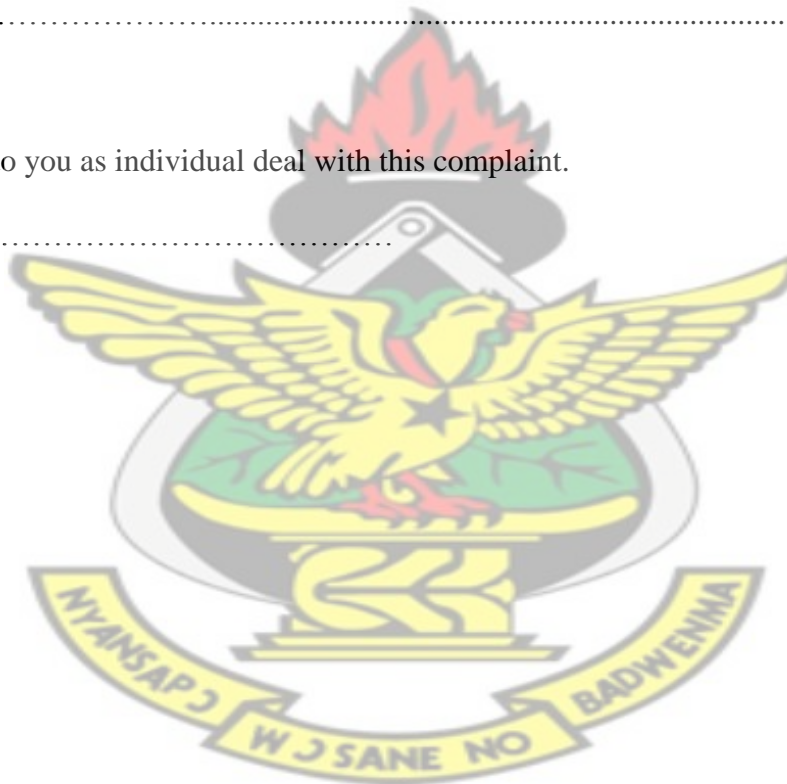 ………………….........................................................................................
o you as individual deal with this complaint.
……………………………………
NYANSAPƆ WƆSANE NO BADWENMA